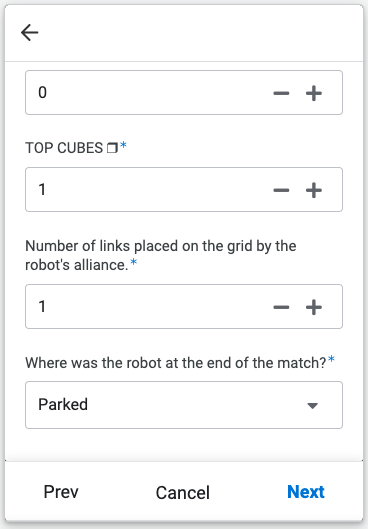 0
TOP CUBES ❒*
1
Number of links placed on the grid by the
robot's alliance.*
1
Where was the robot at the end of the match?*
Parked
Prev Cancel Next